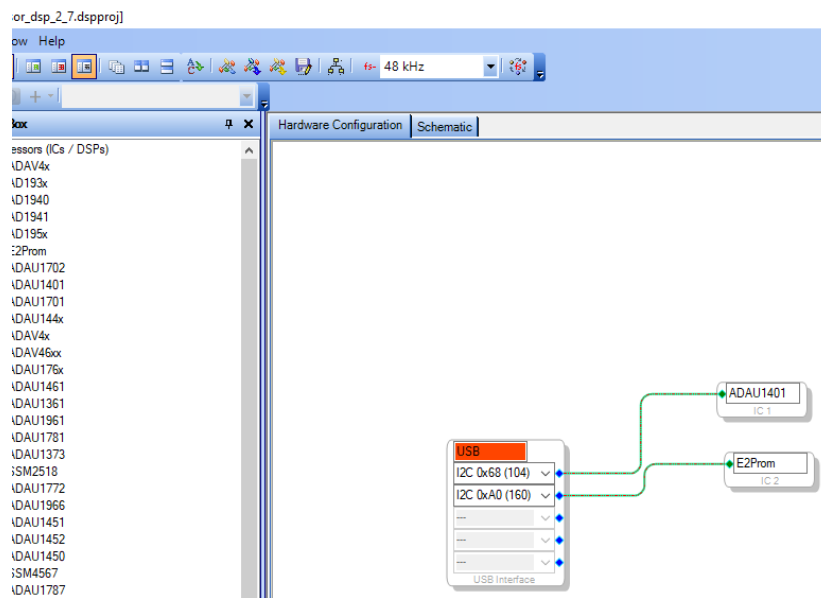 :or_dsp_2_7.dspproj]
ow Help
fs- 48 kHz
Box
essors (ICs / DSPs)
ADAV4x
AD193x
AD1940
AD1941
AD195x
E2Prom
ADAU1702
ADAU1401
ADAU1701
ADAU144x
ADAV4x
ADAV46xx
ADAU176x
ADAU1461
ADAU1361
ADAU1961
ADAU1781
ADAU1373
SSM2518
ADAU1772
ADAU1966
ADAU1451
ADAU1452
ADAU1450
SSM4567
ADAU1787
Hardware Configuration Schematic
ADAU1401
IC 1
E2Prom
IC 2
USB
I2C 0x68 (104)
I2C 0xA0 (160)
---
---
---
USB Interface